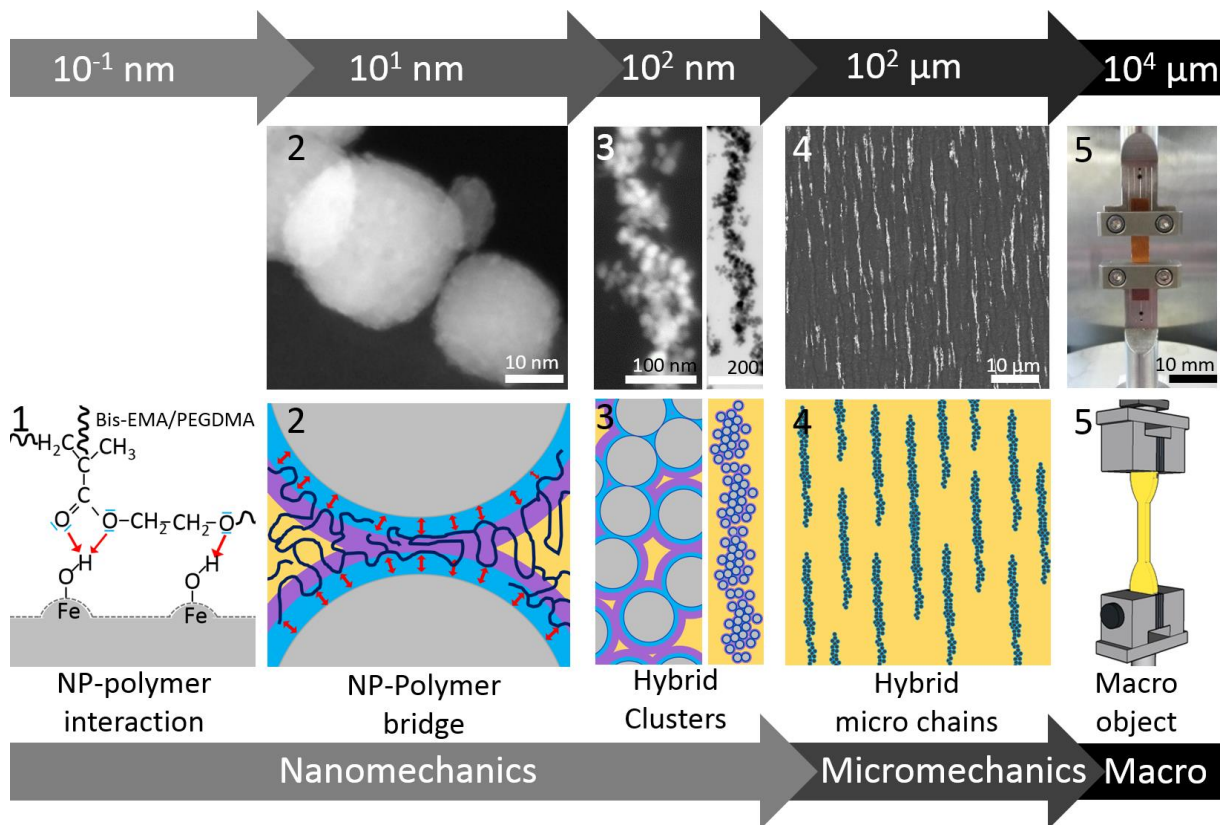 10⁻¹ nm
10¹ nm
10² nm
10² µm
10⁴ µm
2
10 nm
3
100 nm
200
4
10 µm
5
10 mm
1
Bis-EMA/PEGDMA
H₂C
CH₃
C
C
O
O–CH₂–CH₂–O
H
H
O
O
Fe
Fe
2
3
4
5
NP-polymer
interaction
NP-Polymer
bridge
Hybrid
Clusters
Hybrid
micro chains
Macro
object
Nanomechanics
Micromechanics
Macro